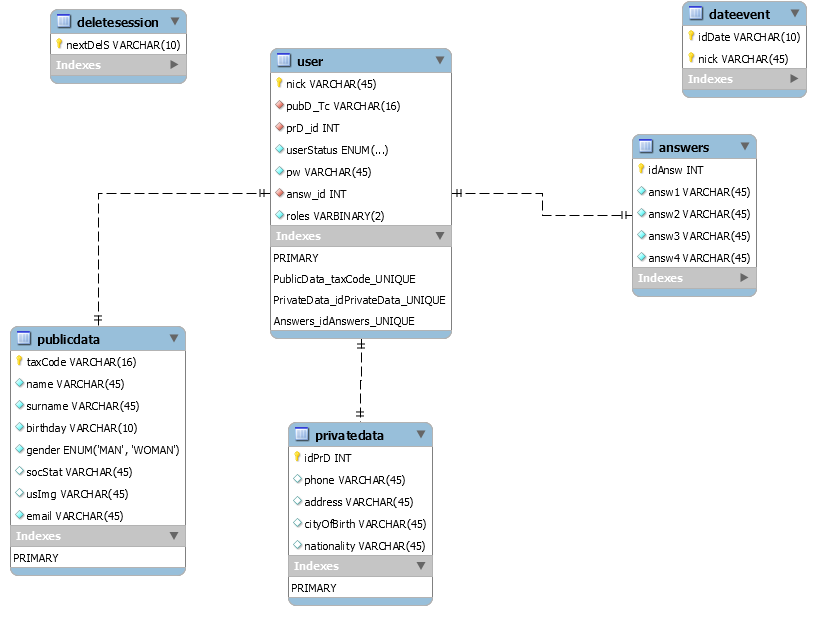 deletesession
nextDelS VARCHAR(10)
Indexes
user
nick VARCHAR(45)
pubD_Tc VARCHAR(16)
prD_id INT
userStatus ENUM(...)
pw VARCHAR(45)
answ_id INT
roles VARBINARY(2)
Indexes
PRIMARY
PublicData_taxCode_UNIQUE
PrivateData_idPrivateData_UNIQUE
Answers_idAnswers_UNIQUE
dateevent
idDate VARCHAR(10)
nick VARCHAR(45)
Indexes
answers
idAnsw INT
answ1 VARCHAR(45)
answ2 VARCHAR(45)
answ3 VARCHAR(45)
answ4 VARCHAR(45)
Indexes
publicdata
taxCode VARCHAR(16)
name VARCHAR(45)
surname VARCHAR(45)
birthday VARCHAR(10)
gender ENUM('MAN', 'WOMAN')
socStat VARCHAR(45)
usImg VARCHAR(45)
email VARCHAR(45)
Indexes
PRIMARY
privatedata
idPrD INT
phone VARCHAR(45)
address VARCHAR(45)
cityOfBirth VARCHAR(45)
nationality VARCHAR(45)
Indexes
PRIMARY